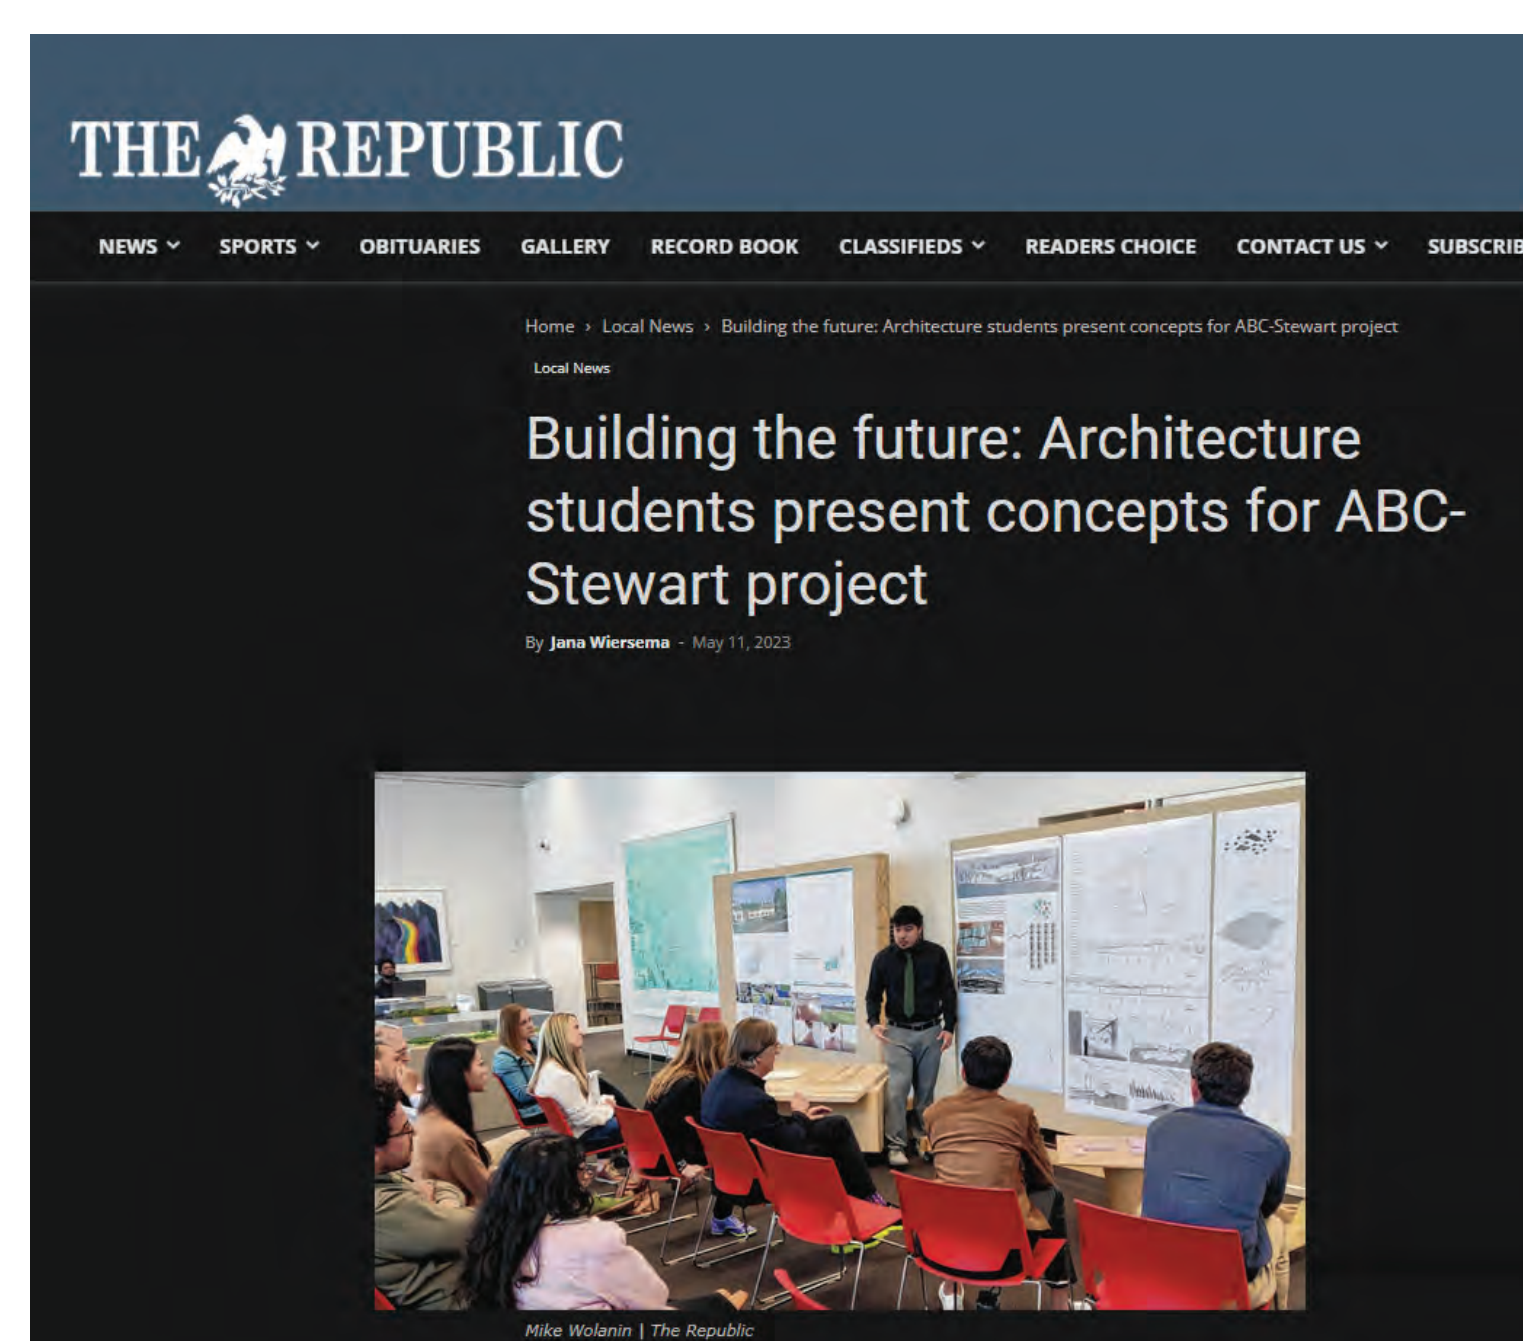 THE REPUBLIC
NEWS SPORTS OBITUARIES GALLERY RECORD BOOK CLASSIFIEDS READERS CHOICE CONTACT US SUBSCRIB
Home › Local News › Building the future: Architecture students present concepts for ABC-Stewart project
Local News
Building the future: Architecture
students present concepts for ABC-
Stewart project
By Jana Wiersema - May 11, 2023
Mike Wolanin | The Republic